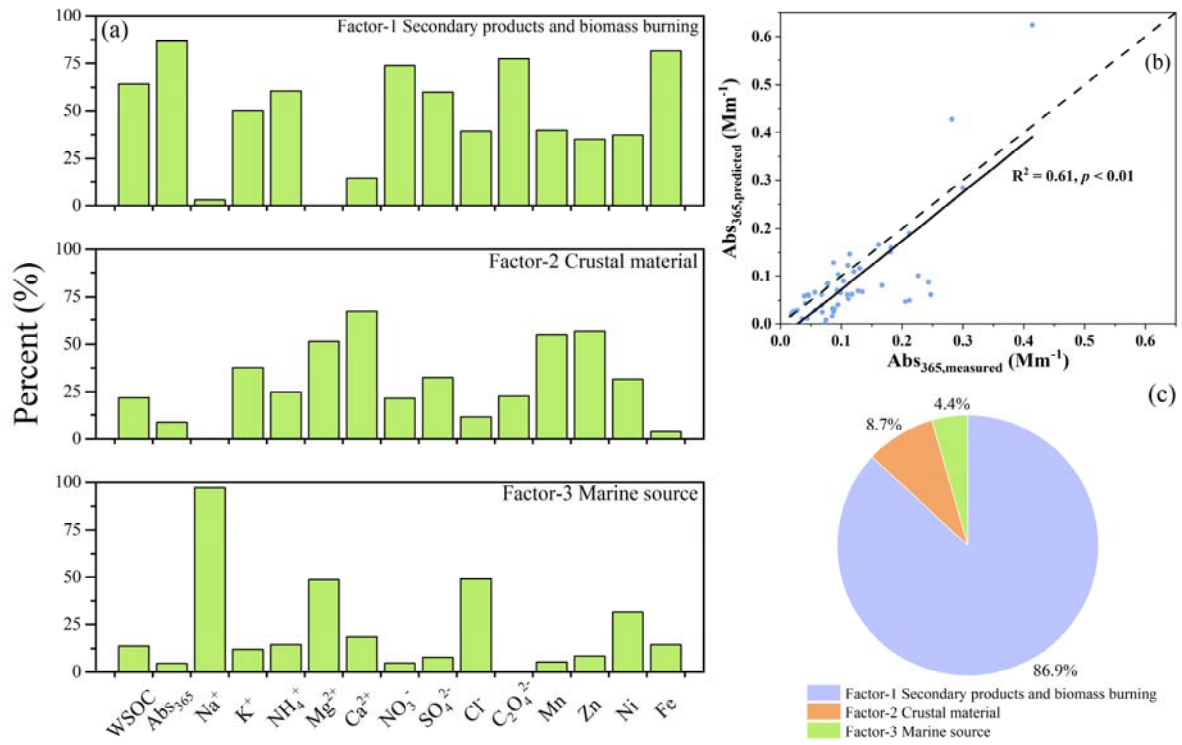 (a)
Factor-1 Secondary products and biomass burning
100
75
50
25
0
Factor-2 Crustal material
100
75
50
25
0
Factor-3 Marine source
100
75
50
25
0
Percent (%)
WSOC
Abs₃₆₅
Na⁺
K⁺
NH₄⁺
Mg²⁺
Ca²⁺
NO₃⁻
SO₄²⁻
Cl⁻
C₂O₄²⁻
Mn
Zn
Ni
Fe
(b)
Abs₃₆₅,predicted (Mm⁻¹)
0.6
0.5
0.4
0.3
0.2
0.1
0.0
R² = 0.61, p < 0.01
0.0 0.1 0.2 0.3 0.4 0.5 0.6
Abs₃₆₅,measured (Mm⁻¹)
(c)
4.4%
8.7%
86.9%
Factor-1 Secondary products and biomass burning
Factor-2 Crustal material
Factor-3 Marine source